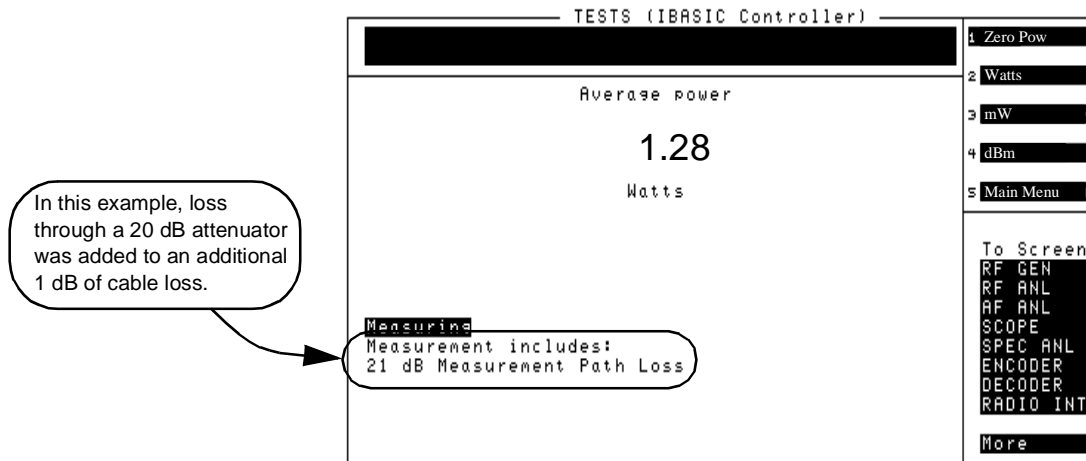 TESTS (IBASIC Controller)
1 Zero Pow
2 Watts
3 mW
4 dBm
5 Main Menu
Average power
1.28
Watts
In this example, loss
through a 20 dB attenuator
was added to an additional
1 dB of cable loss.
Measuring
Measurement includes:
21 dB Measurement Path Loss
To Screen
RF GEN
RF ANL
AF ANL
SCOPE
SPEC ANL
ENCODER
DECODER
RADIO INT
More